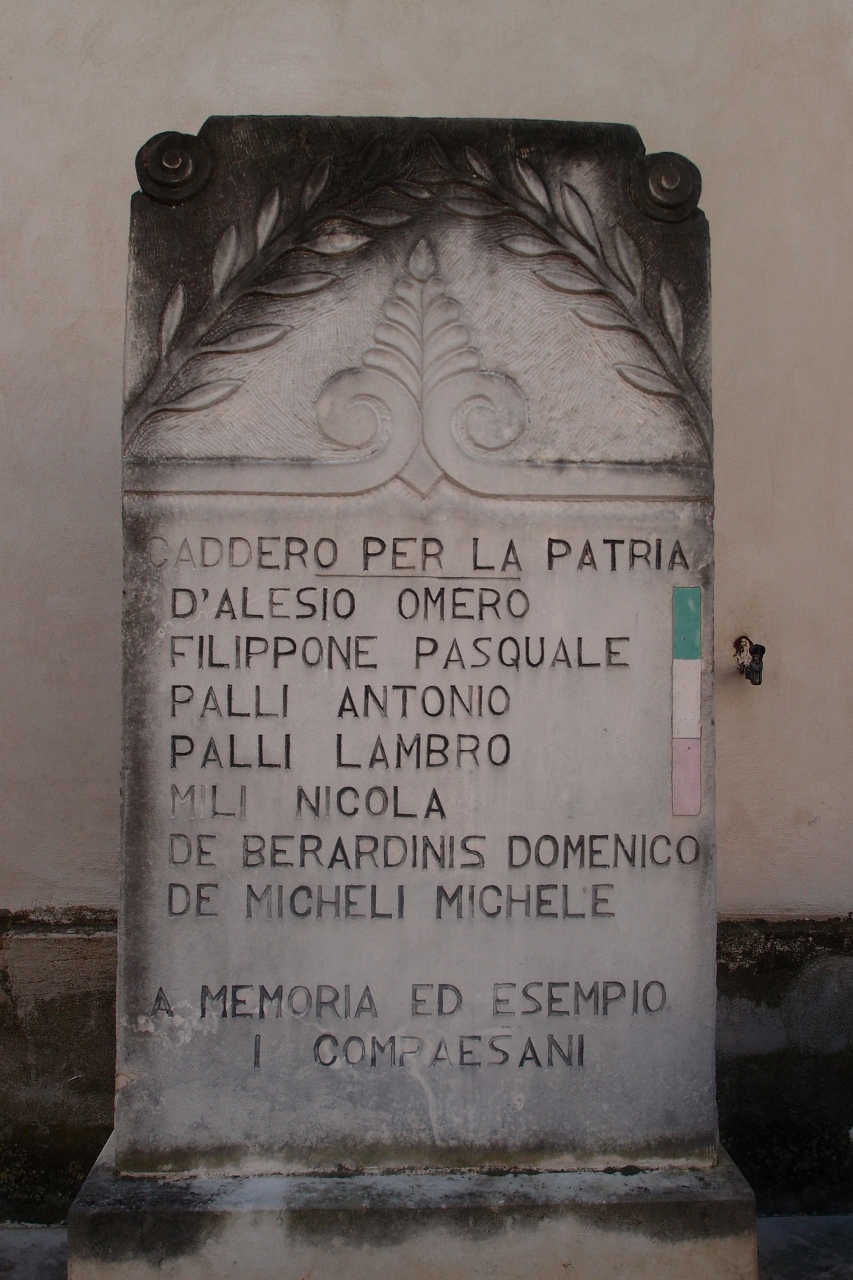 CADDERO PER LA PATRIA
D'ALESIO OMERO
FILIPPONE PASQUALE
PALLI ANTONIO
PALLI LAMBRO
MILI NICOLA
DE BERARDINIS DOMENICO
DE MICHELI MICHELE
A MEMORIA ED ESEMPIO
I COMPAESANI